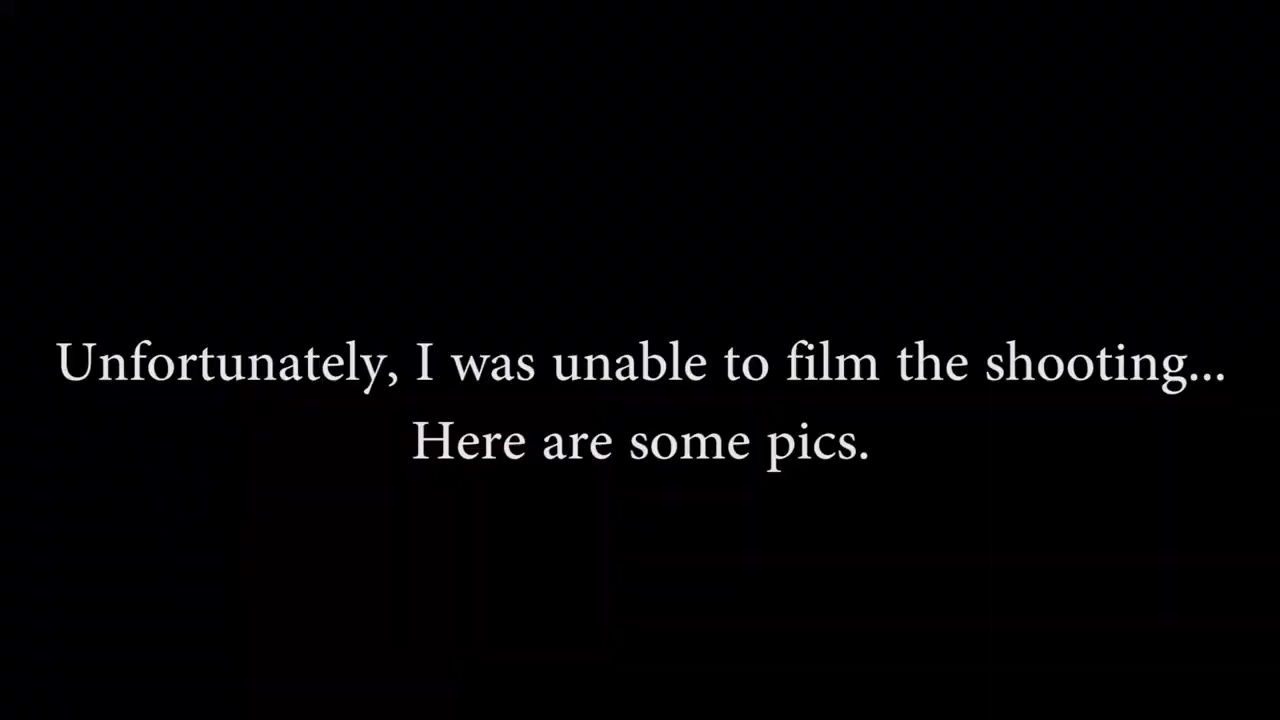 Unfortunately, I was unable to film the shooting...
Here are some pics.